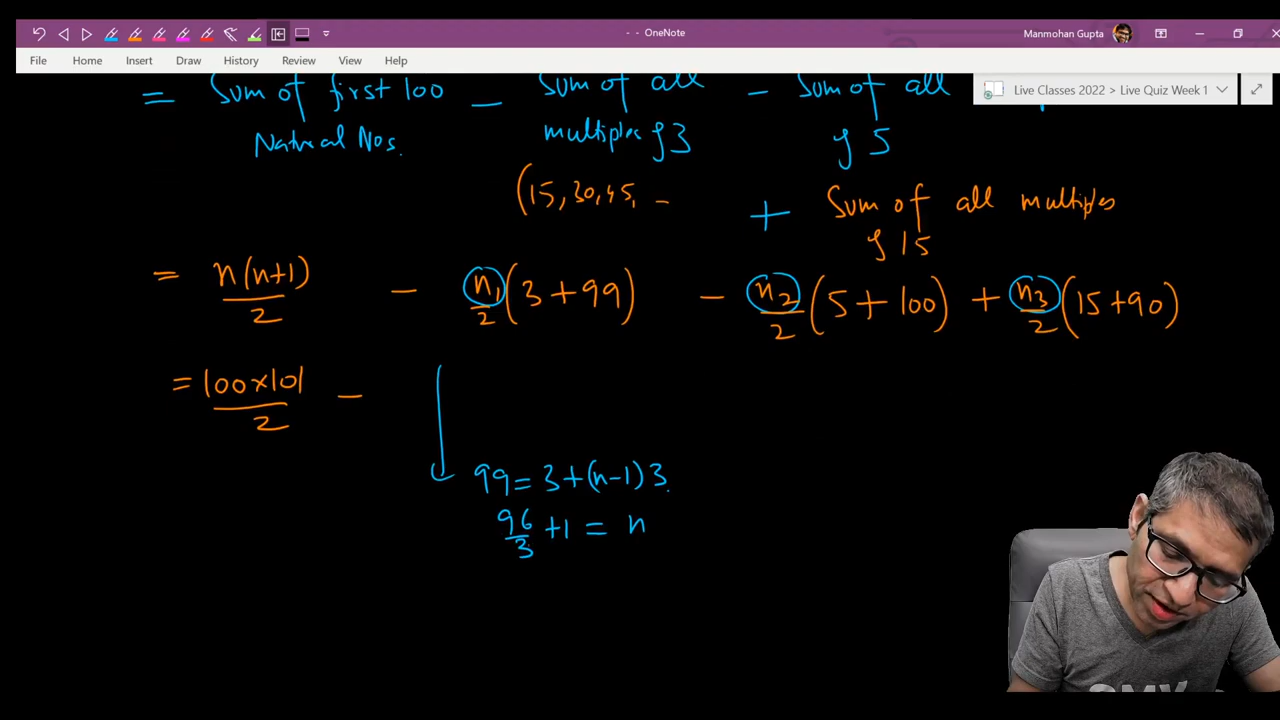 - - OneNote
Manmohan Gupta
File Home Insert Draw History Review View Help
Live Classes 2022 > Live Quiz Week 1
= Sum of first 100 - Sum of all - Sum of all
Natural Nos. multiples of 3 of 5
(15, 30, 45, -
+ Sum of all multiples
of 15
= n(n+1)/2 - n1/2 (3+99) - n2/2 (5+100) + n3/2 (15+90)
= 100×101/2 -
99 = 3+(n-1)3
96/3 +1 = n